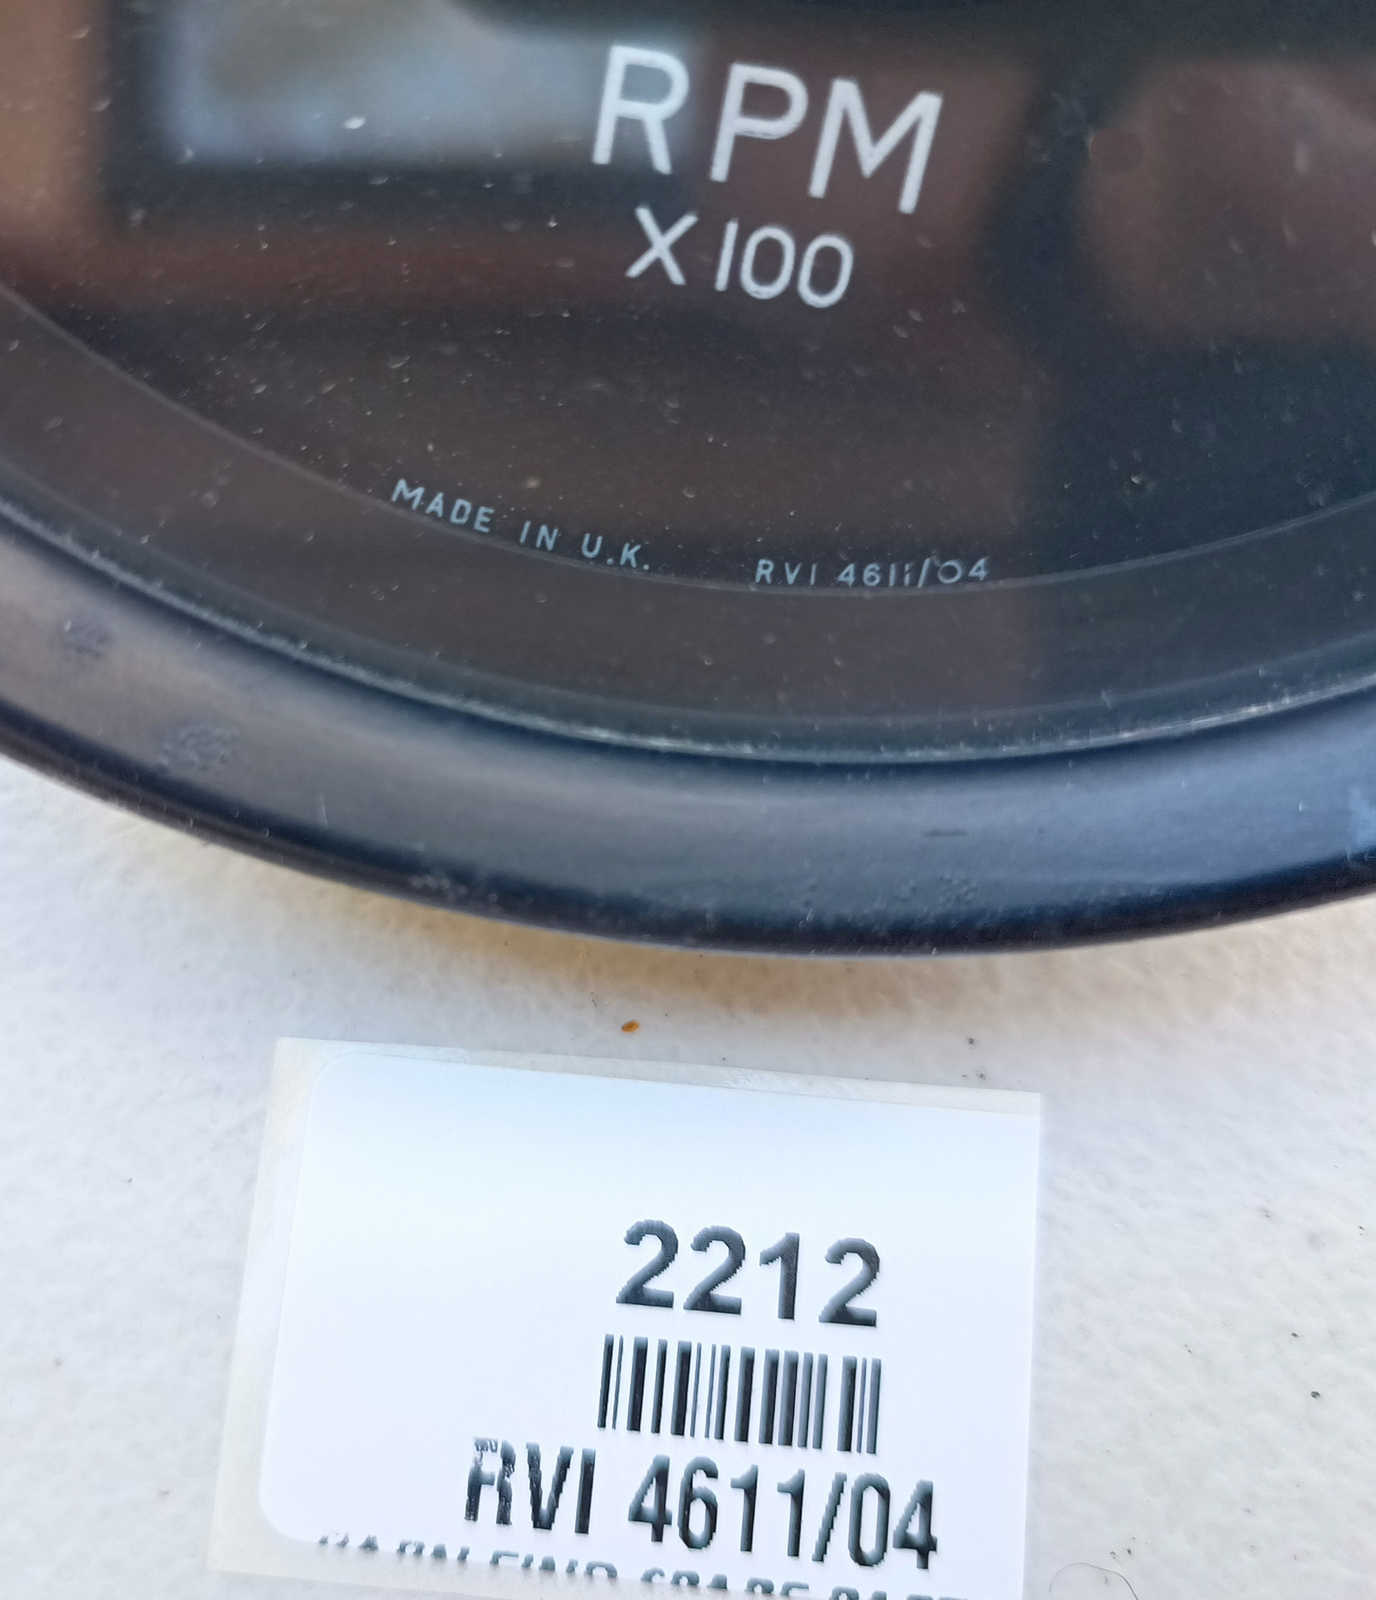 RPM
X100
MADE IN U.K. RVI 4611/04
2212
RVI 4611/04